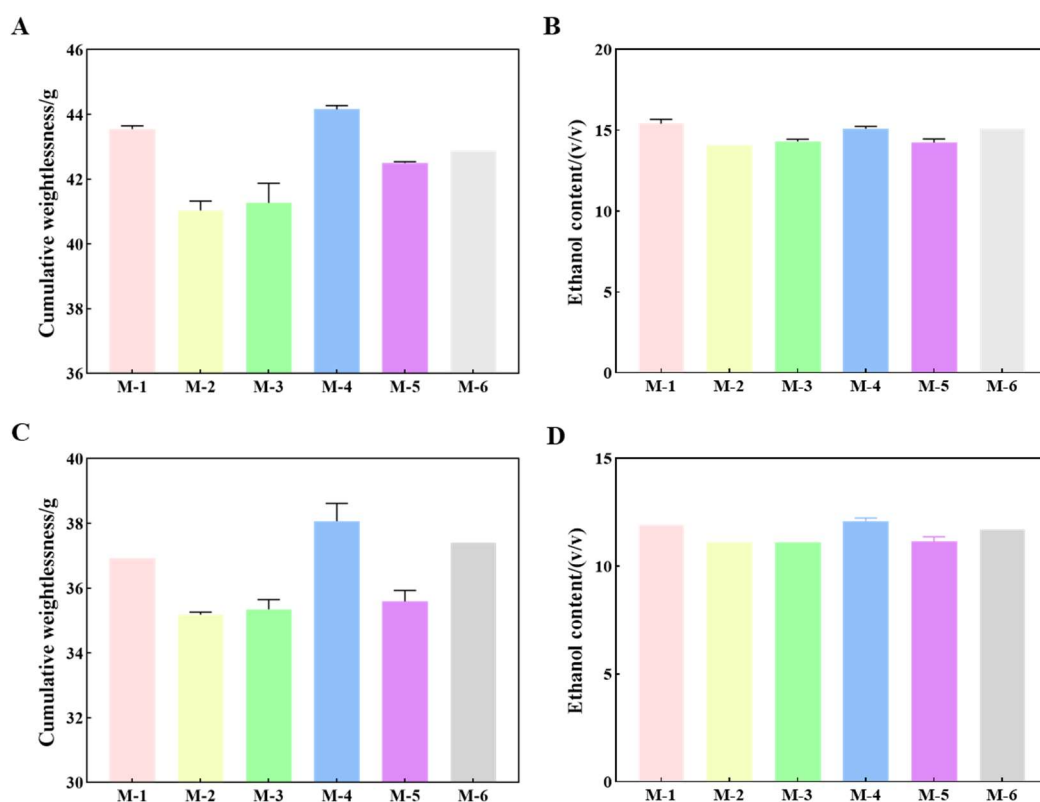 A
Cumulative weightlessness/g
46
44
42
40
38
36
M-1 M-2 M-3 M-4 M-5 M-6
B
Ethanol content/(v/v)
20
15
10
5
0
M-1 M-2 M-3 M-4 M-5 M-6
C
Cumulative weightlessness/g
40
38
36
34
32
30
M-1 M-2 M-3 M-4 M-5 M-6
D
Ethanol content/(v/v)
15
10
5
0
M-1 M-2 M-3 M-4 M-5 M-6